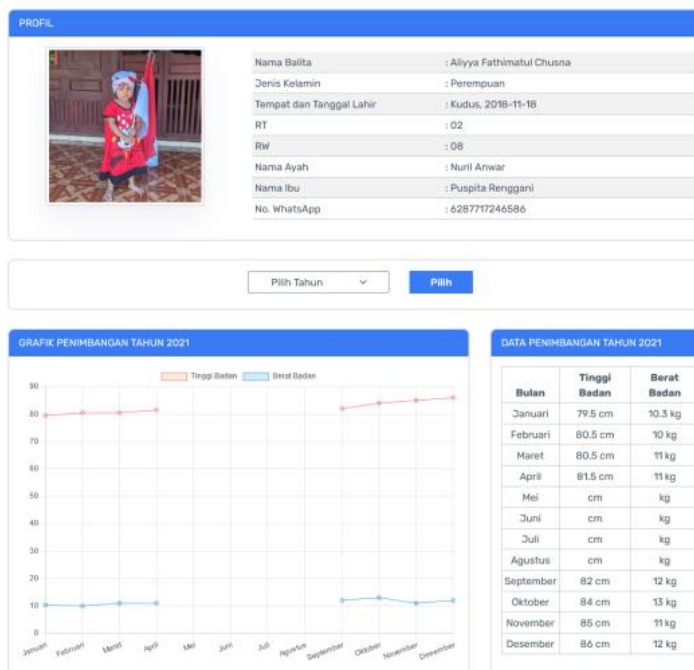 PROFIL
Nama Balita : Aliyya Fathimatul Chusna
Jenis Kelamin : Perempuan
Tempat dan Tanggal Lahir : Kudus, 2018-11-18
RT : 02
RW : 08
Nama Ayah : Nuril Anwar
Nama Ibu : Puspita Renggani
No. WhatsApp : 6287717246586
Pilih Tahun Pilih
GRAFIK PENIMBANGAN TAHUN 2021
Tinggi Badan Berat Badan
90
80
70
60
50
40
30
20
10
0
Januari Februari Maret April Mei Juni Juli Agustus September Oktober November Desember
DATA PENIMBANGAN TAHUN 2021
Bulan Tinggi Badan Berat Badan
Januari 79.5 cm 10.3 kg
Februari 80.5 cm 10 kg
Maret 80.5 cm 11 kg
April 81.5 cm 11 kg
Mei cm kg
Juni cm kg
Juli cm kg
Agustus cm kg
September 82 cm 12 kg
Oktober 84 cm 13 kg
November 85 cm 11 kg
Desember 86 cm 12 kg